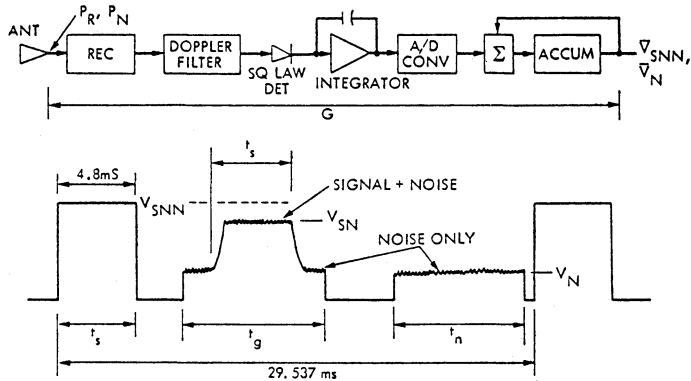 P_R, P_N
ANT
REC
DOPPLER FILTER
SQ LAW DET
INTEGRATOR
A/D CONV
Σ
ACCUM
V̄_SNN, V̄_N
G
t_s
4.8mS
V_SNN
SIGNAL + NOISE
V_SN
NOISE ONLY
V_N
t_s
t_g
t_n
29.537 ms